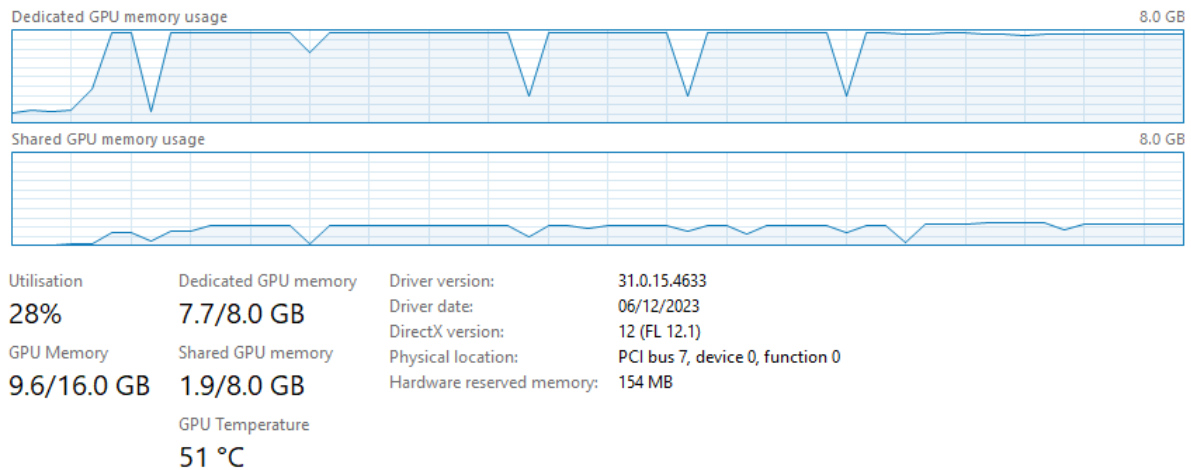 Dedicated GPU memory usage 8.0 GB
Shared GPU memory usage 8.0 GB
Utilisation
28%
Dedicated GPU memory
7.7/8.0 GB
GPU Memory
9.6/16.0 GB
Shared GPU memory
1.9/8.0 GB
GPU Temperature
51 °C
Driver version: 31.0.15.4633
Driver date: 06/12/2023
DirectX version: 12 (FL 12.1)
Physical location: PCI bus 7, device 0, function 0
Hardware reserved memory: 154 MB